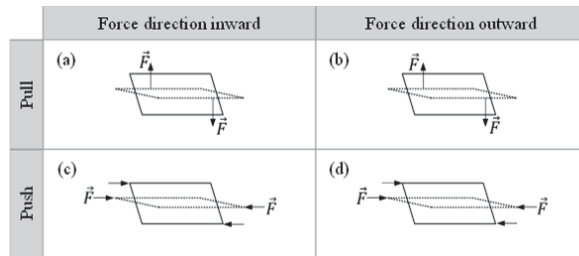 Force direction inward Force direction outward
Pull
(a) F⃗ F⃗
(b) F⃗ F⃗
Push
(c) F⃗ F⃗
(d) F⃗ F⃗